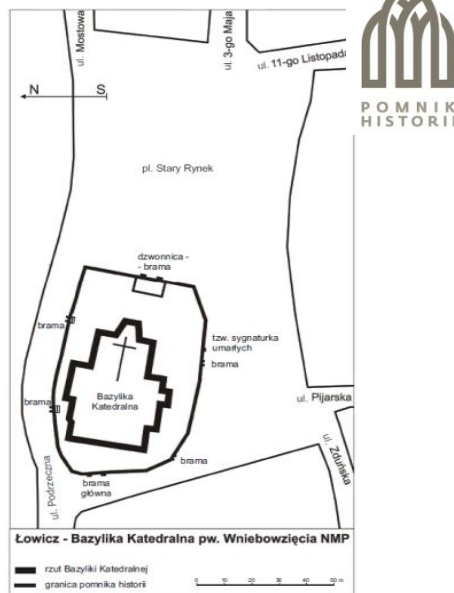 ul. Mostowa
ul. 3-go Maja
ul. 11-go Listopada
POMNIK
HISTORII
N S
pl. Stary Rynek
dzwonnica -
- brama
brama
tzw. sygnaturka
umarłych
brama
Bazylika
Katedralna
brama
ul. Pijarska
ul. Zduńska
brama
brama
główna
ul. Podrzeczna
Łowicz - Bazylika Katedralna pw. Wniebowzięcia NMP
rzut Bazyliki Katedralnej
granica pomnika historii
0 10 20 30 40 50 m